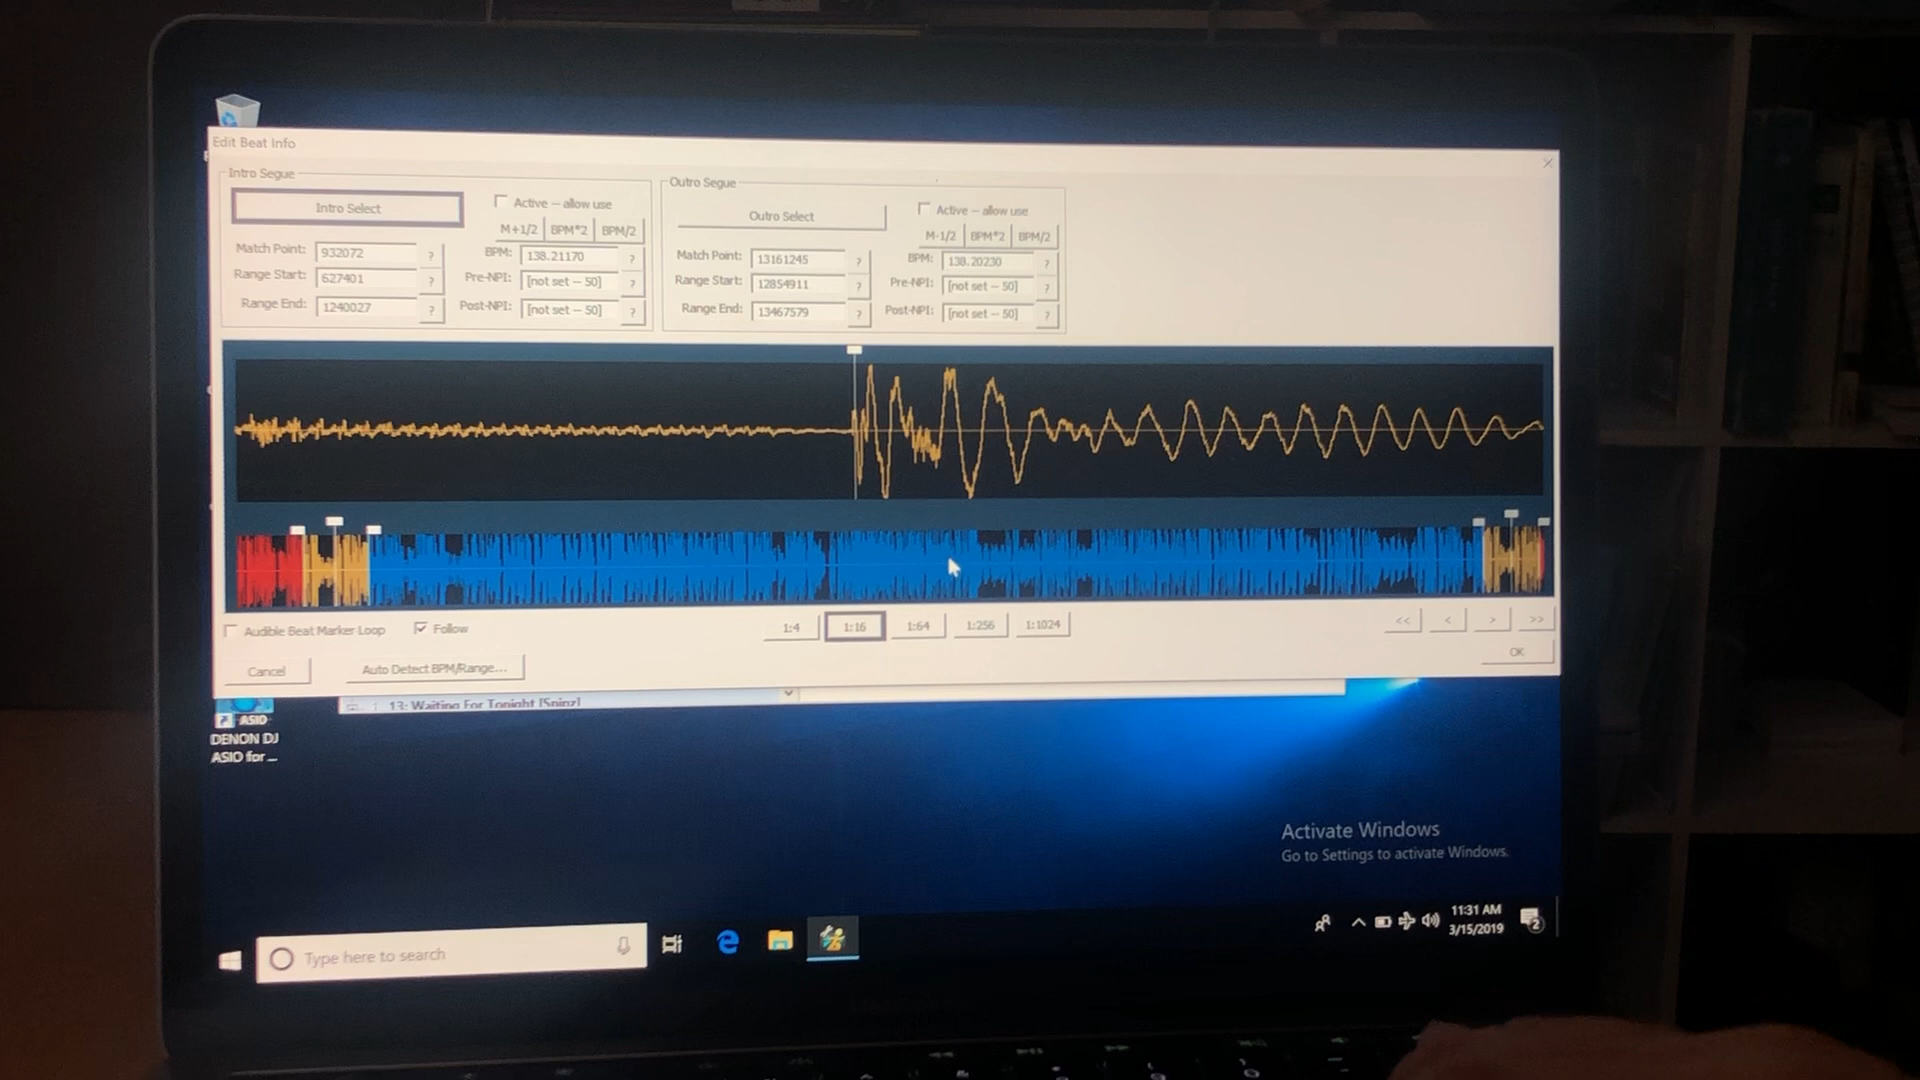 Edit Beat Info
Intro Segue
Intro Select
Active -- allow use
M+1/2 BPM*2 BPM/2
Match Point: 932072 ?
BPM: 138.21170 ?
Range Start: 627401 ?
Pre-NPI: [not set -- 50] ?
Range End: 1240027 ?
Post-NPI: [not set -- 50] ?
Outro Segue
Outro Select
Active -- allow use
M-1/2 BPM*2 BPM/2
Match Point: 13161245 ?
BPM: 138.20230 ?
Range Start: 12854911 ?
Pre-NPI: [not set -- 50] ?
Range End: 13467579 ?
Post-NPI: [not set -- 50] ?
Audible Beat Marker Loop
Follow
1:4 1:16 1:64 1:256 1:1024
<< < > >>
Cancel
Auto Detect BPM/Range...
OK
13: Waiting For Tonight [Spinz]
ASIO
DENON DJ
ASIO for ...
Activate Windows
Go to Settings to activate Windows.
Type here to search
11:31 AM
3/15/2019
2